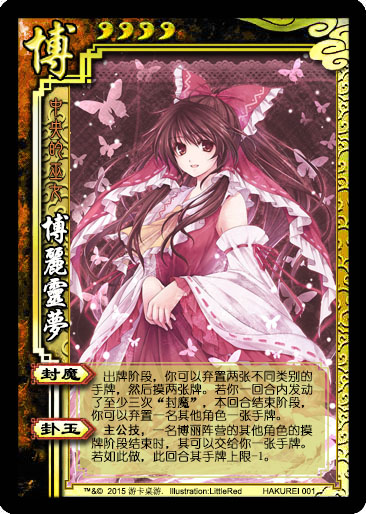 博
中央的巫女
博麗靈夢
封魔
出牌阶段，你可以弃置两张不同类别的
手牌，然后摸两张牌。若你一回合内发动
了至少三次“封魔”，本回合结束阶段，
你可以弃置一名其他角色一张手牌。
卦玉
主公技，一名博丽阵营的其他角色的摸
牌阶段结束时，其可以交给你一张手牌。
若如此做，此回合其手牌上限-1。
™&© 2015 游卡桌游. Illustration:LittleRed HAKUREI 001